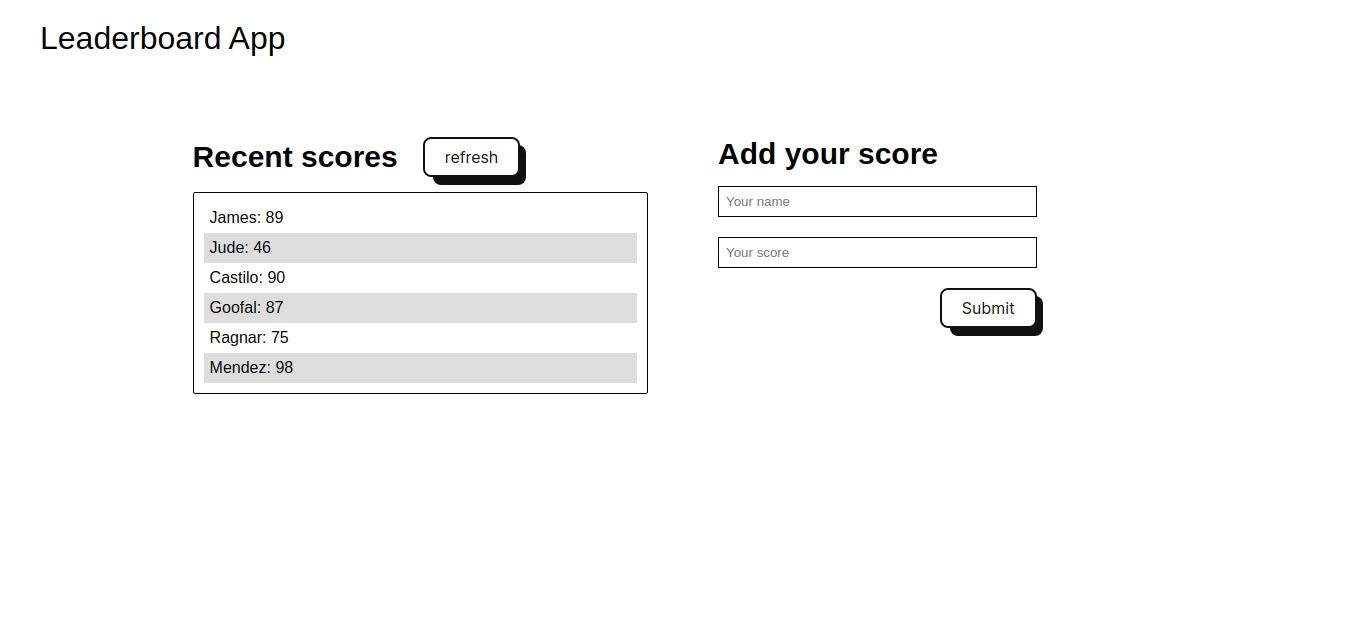 Leaderboard App
Recent scores
refresh
James: 89
Jude: 46
Castilo: 90
Goofal: 87
Ragnar: 75
Mendez: 98
Add your score
Your name
Your score
Submit